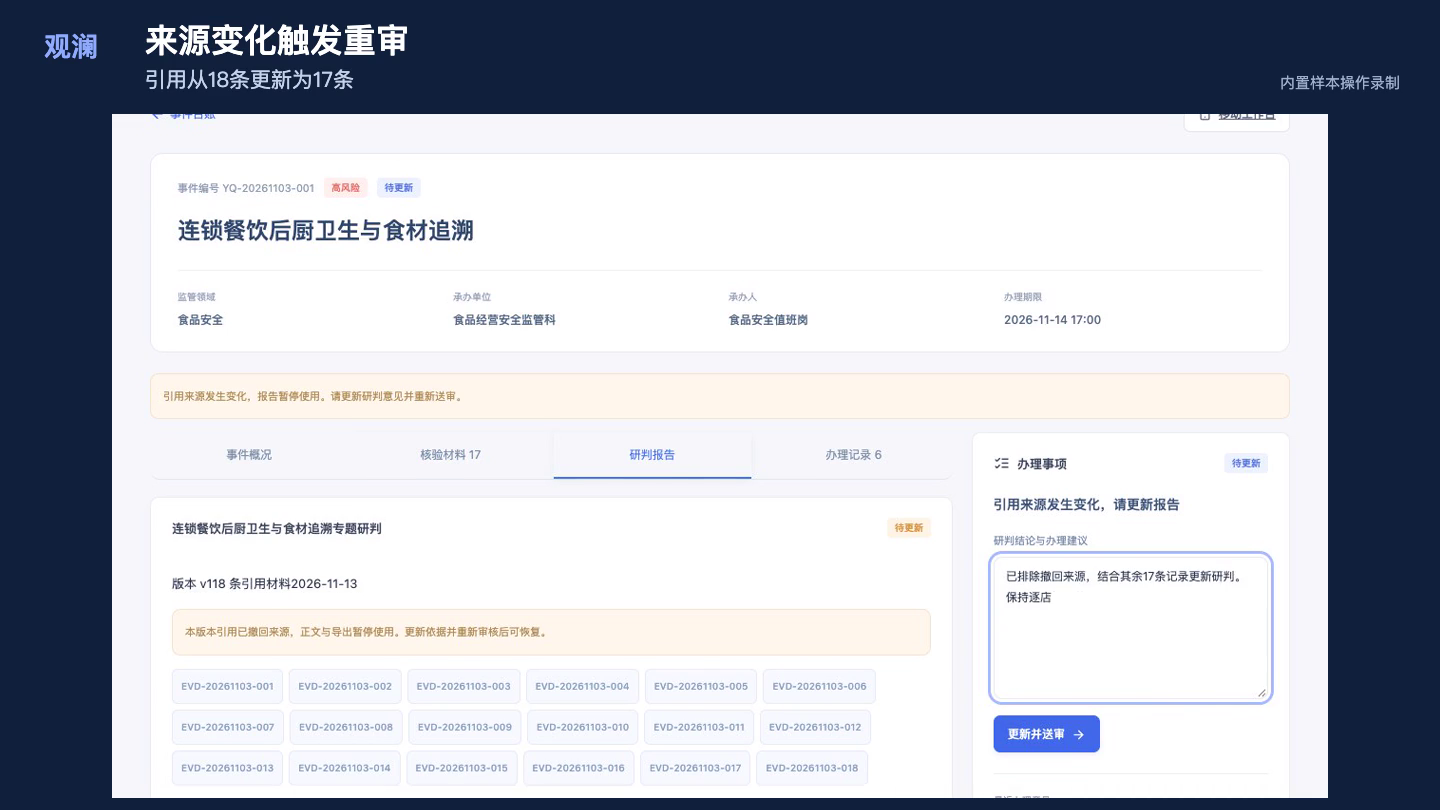 观澜
来源变化触发重审
引用从18条更新为17条
内置样本操作录制
事件台账
移动工作台
事件编号 YQ-20261103-001 高风险 待更新
连锁餐饮后厨卫生与食材追溯
监管领域 承办单位 承办人 办理期限
食品安全 食品经营安全监管科 食品安全值班岗 2026-11-14 17:00
引用来源发生变化，报告暂停使用。请更新研判意见并重新送审。
事件概况 核验材料 17 研判报告 办理记录 6
连锁餐饮后厨卫生与食材追溯专题研判 待更新
版本 v118 条引用材料2026-11-13
本版本引用已撤回来源，正文与导出暂停使用。更新依据并重新审核后可恢复。
EVD-20261103-001 EVD-20261103-002 EVD-20261103-003 EVD-20261103-004 EVD-20261103-005 EVD-20261103-006
EVD-20261103-007 EVD-20261103-008 EVD-20261103-009 EVD-20261103-010 EVD-20261103-011 EVD-20261103-012
EVD-20261103-013 EVD-20261103-014 EVD-20261103-015 EVD-20261103-016 EVD-20261103-017 EVD-20261103-018
办理事项 待更新
引用来源发生变化，请更新报告
研判结论与办理建议
已排除撤回来源，结合其余17条记录更新研判。
保持逐店
更新并送审